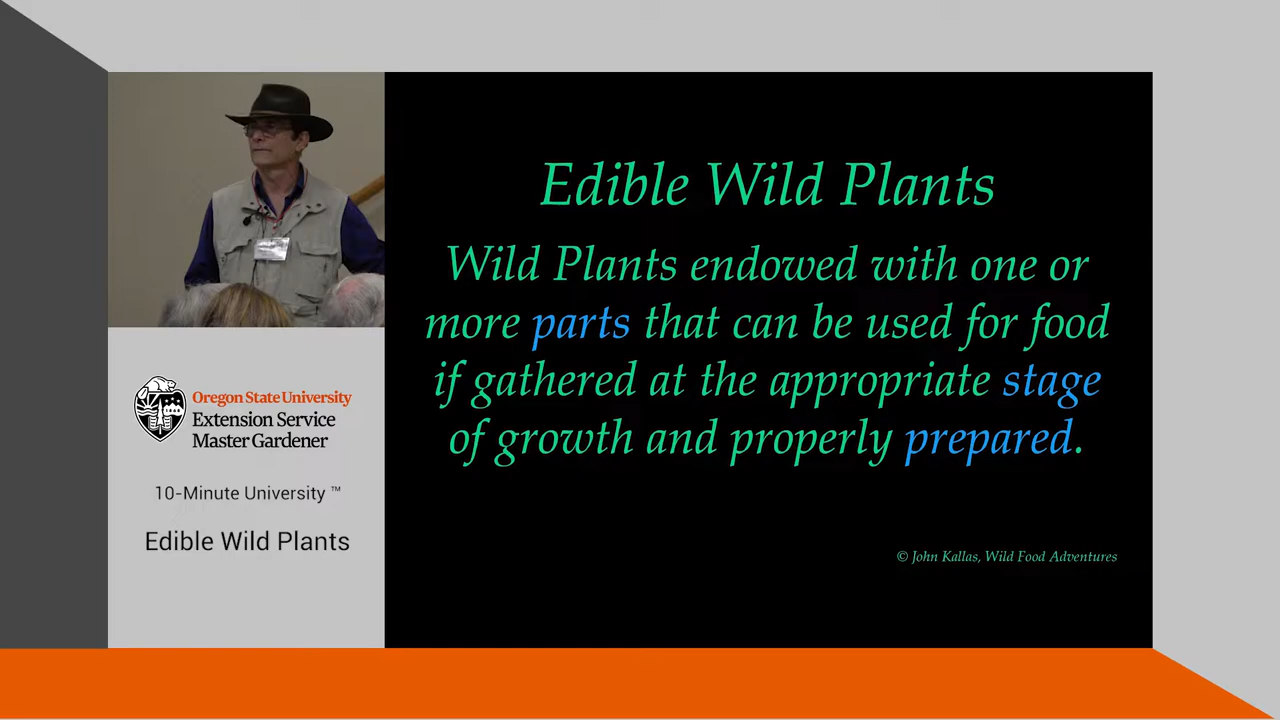 Oregon State University
Extension Service
Master Gardener
10-Minute University ™
Edible Wild Plants
Edible Wild Plants
Wild Plants endowed with one or
more parts that can be used for food
if gathered at the appropriate stage
of growth and properly prepared.
© John Kallas, Wild Food Adventures